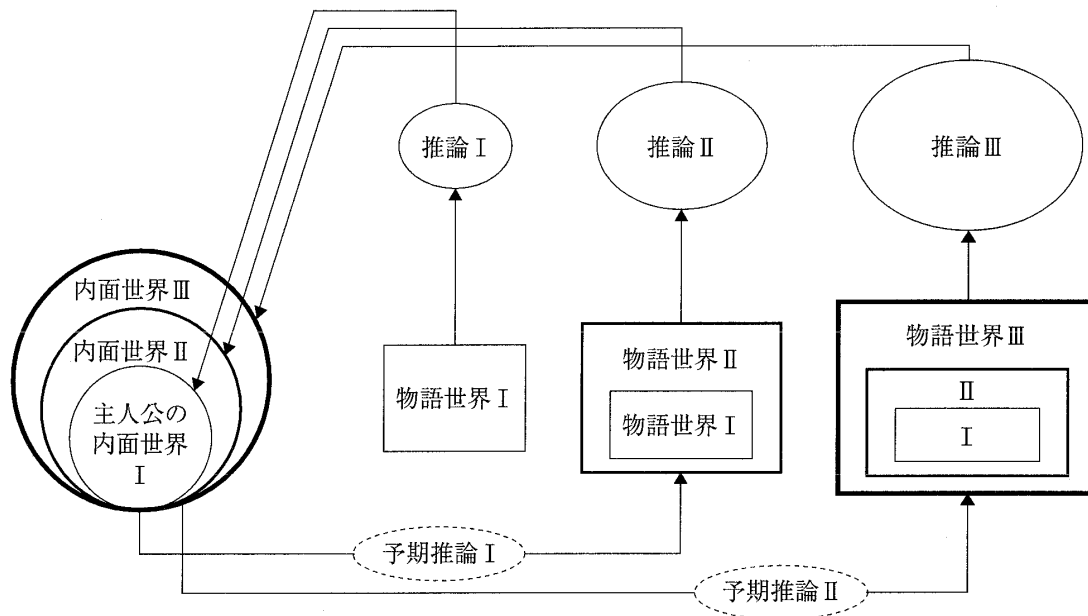 推論Ⅰ
推論Ⅱ
推論Ⅲ
内面世界Ⅲ
内面世界Ⅱ
主人公の
内面世界
Ⅰ
物語世界Ⅰ
物語世界Ⅱ
物語世界Ⅰ
物語世界Ⅲ
Ⅱ
Ⅰ
予期推論Ⅰ
予期推論Ⅱ